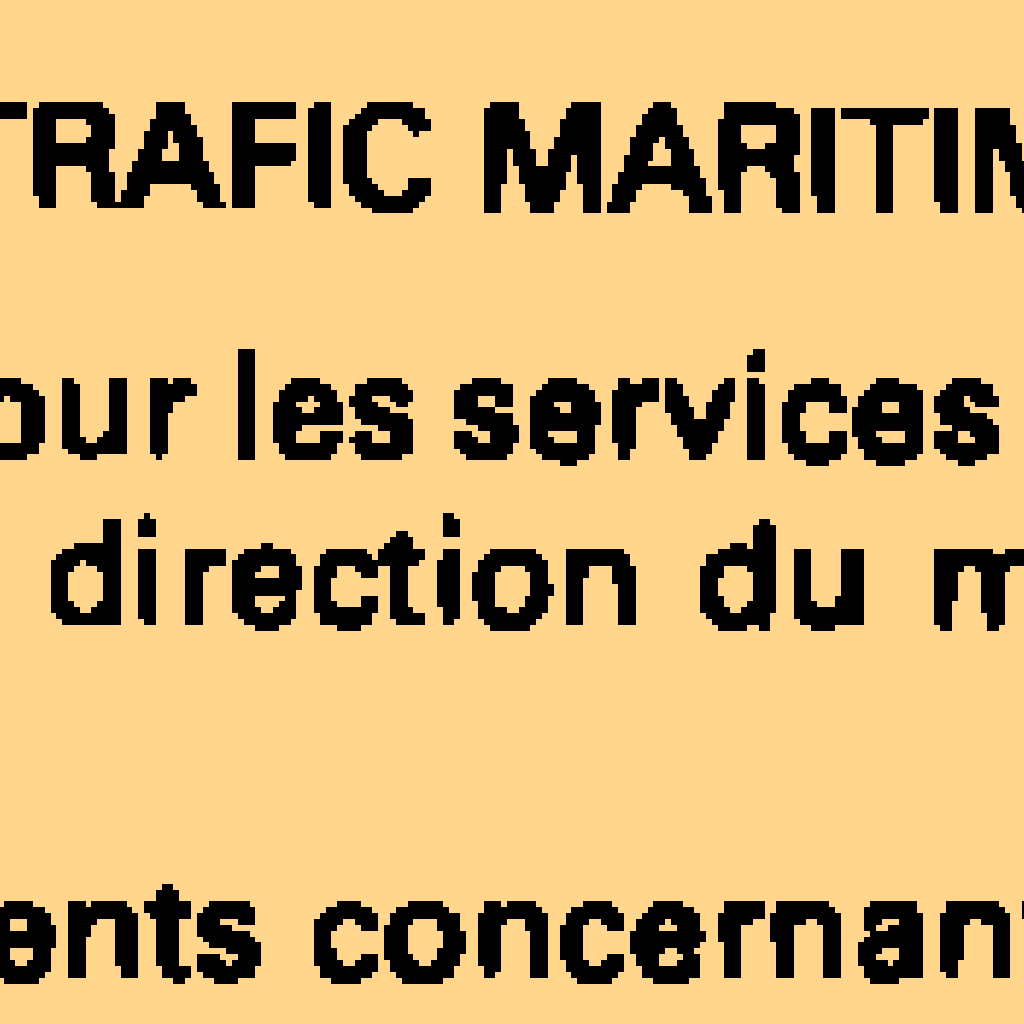 TRAFIC MARITIM
our les services
direction du m
ents concernant